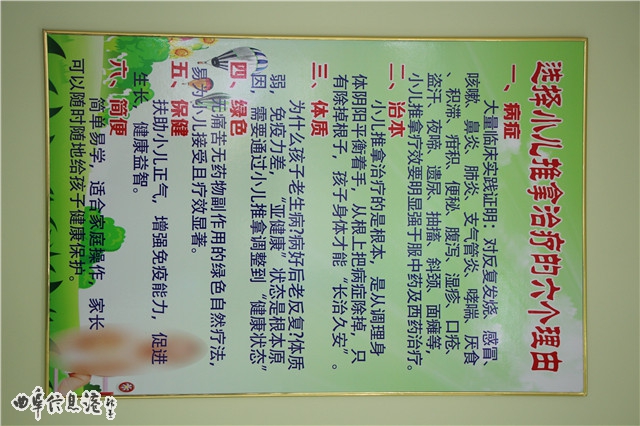 选择小儿推拿治疗的六个理由
一、病症
大量临床实践证明：对反复发烧、感冒、
咳嗽、鼻炎、肺炎、支气管炎、哮喘、厌食
、积滞、疳积、便秘、腹泻、湿疹、口疮、
盗汗、夜啼、遗尿、抽搐、斜颈、面瘫等，
小儿推拿疗效要明显强于服中药及西药治疗。
二、治本
小儿推拿治疗的是根本，是从调理身
体阴阳平衡着手，从根上把病症除掉，只
有除掉根子，孩子身体才能“长治久安”。
三、体质
为什么孩子老生病?病好后老反复?体质
弱，免疫力差，“亚健康”状态是根本原
因，需要通过小儿推拿调整到“健康状态”
四、绿色
无痛苦无药物副作用的绿色自然疗法，
易为小儿接受且疗效显著。
五、保健
扶助小儿正气，增强免疫能力，促进
生长，健康益智。
六、简便
简单易学，适合家庭操作，家长
可以随时随地给孩子健康保护。
曲阜信息港